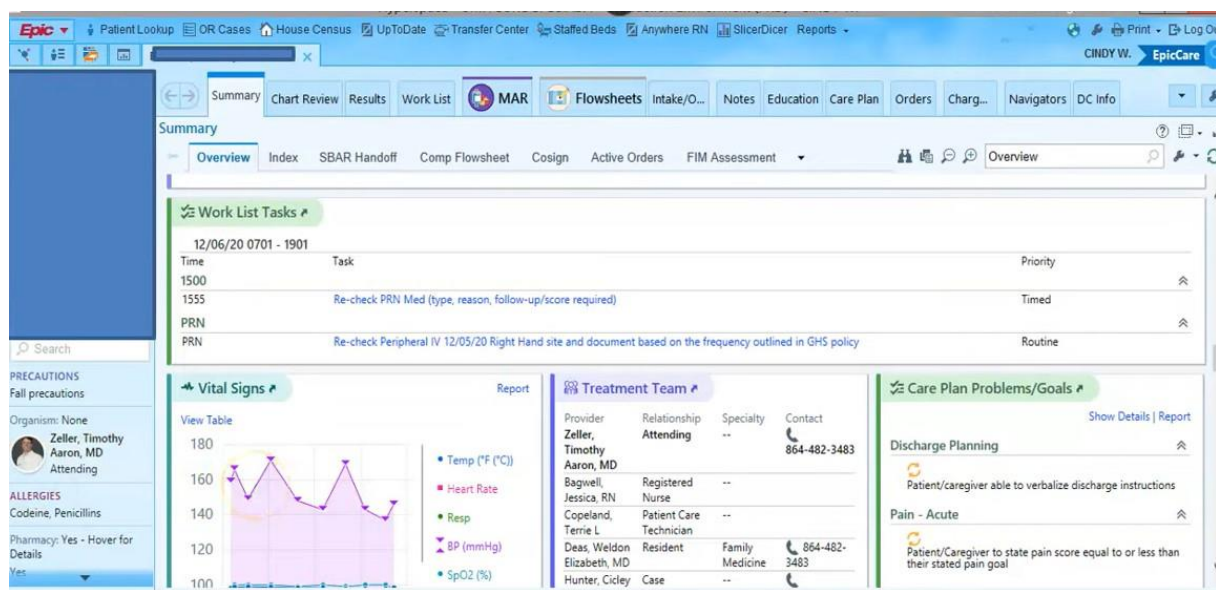 Epic Patient Lookup OR Cases House Census UpToDate Transfer Center Staffed Beds Anywhere RN SlicerDicer Reports Print Log Ou
CINDY W. EpicCare
Summary Chart Review Results Work List MAR Flowsheets Intake/O... Notes Education Care Plan Orders Charg... Navigators DC Info
Summary
Overview Index SBAR Handoff Comp Flowsheet Cosign Active Orders FIM Assessment Overview
Work List Tasks
12/06/20 0701 - 1901
Time Task Priority
1500
1555 Re-check PRN Med (type, reason, follow-up/score required) Timed
PRN
PRN Re-check Peripheral IV 12/05/20 Right Hand site and document based on the frequency outlined in GHS policy Routine
Search
PRECAUTIONS
Fall precautions
Organism: None
Zeller, Timothy
Aaron, MD
Attending
ALLERGIES
Codeine, Penicillins
Pharmacy: Yes - Hover for
Details
Yes
Vital Signs Report
View Table
180
160
140
120
100
Temp (°F (°C))
Heart Rate
Resp
BP (mmHg)
SpO2 (%)
Treatment Team
Provider Relationship Specialty Contact
Zeller, Attending --
Timothy 864-482-3483
Aaron, MD
Bagwell, Registered --
Jessica, RN Nurse
Copeland, Patient Care --
Terrie L Technician
Deas, Weldon Resident Family 864-482-
Elizabeth, MD Medicine 3483
Hunter, Cicley Case --
Care Plan Problems/Goals
Show Details | Report
Discharge Planning
Patient/caregiver able to verbalize discharge instructions
Pain - Acute
Patient/Caregiver to state pain score equal to or less than
their stated pain goal